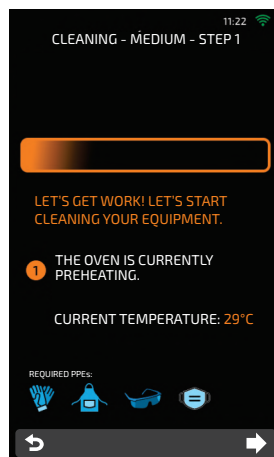 11:22
CLEANING - MEDIUM - STEP 1
LET'S GET WORK! LET'S START
CLEANING YOUR EQUIPMENT.
1 THE OVEN IS CURRENTLY
PREHEATING.
CURRENT TEMPERATURE: 29°C
REQUIRED PPEs: